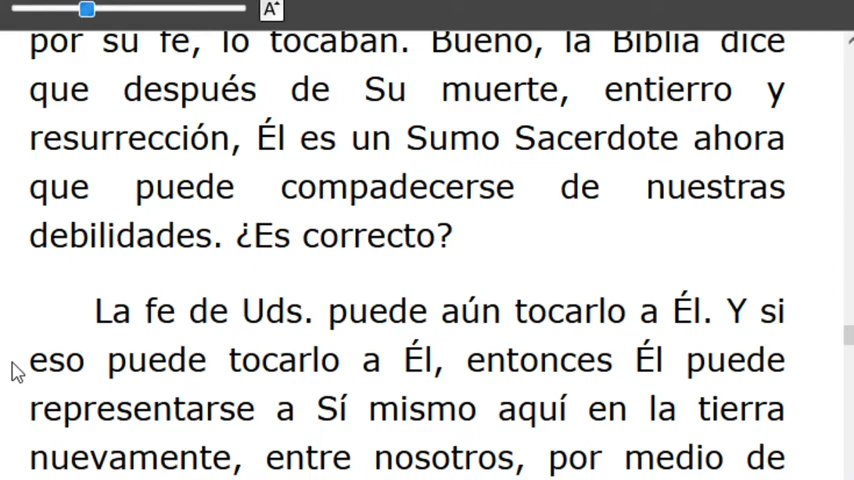 A
por su fe, lo tocaban. Bueno, la Biblia dice
que después de Su muerte, entierro y
resurrección, Él es un Sumo Sacerdote ahora
que puede compadecerse de nuestras
debilidades. ¿Es correcto?
La fe de Uds. puede aún tocarlo a Él. Y si
eso puede tocarlo a Él, entonces Él puede
representarse a Sí mismo aquí en la tierra
nuevamente, entre nosotros, por medio de